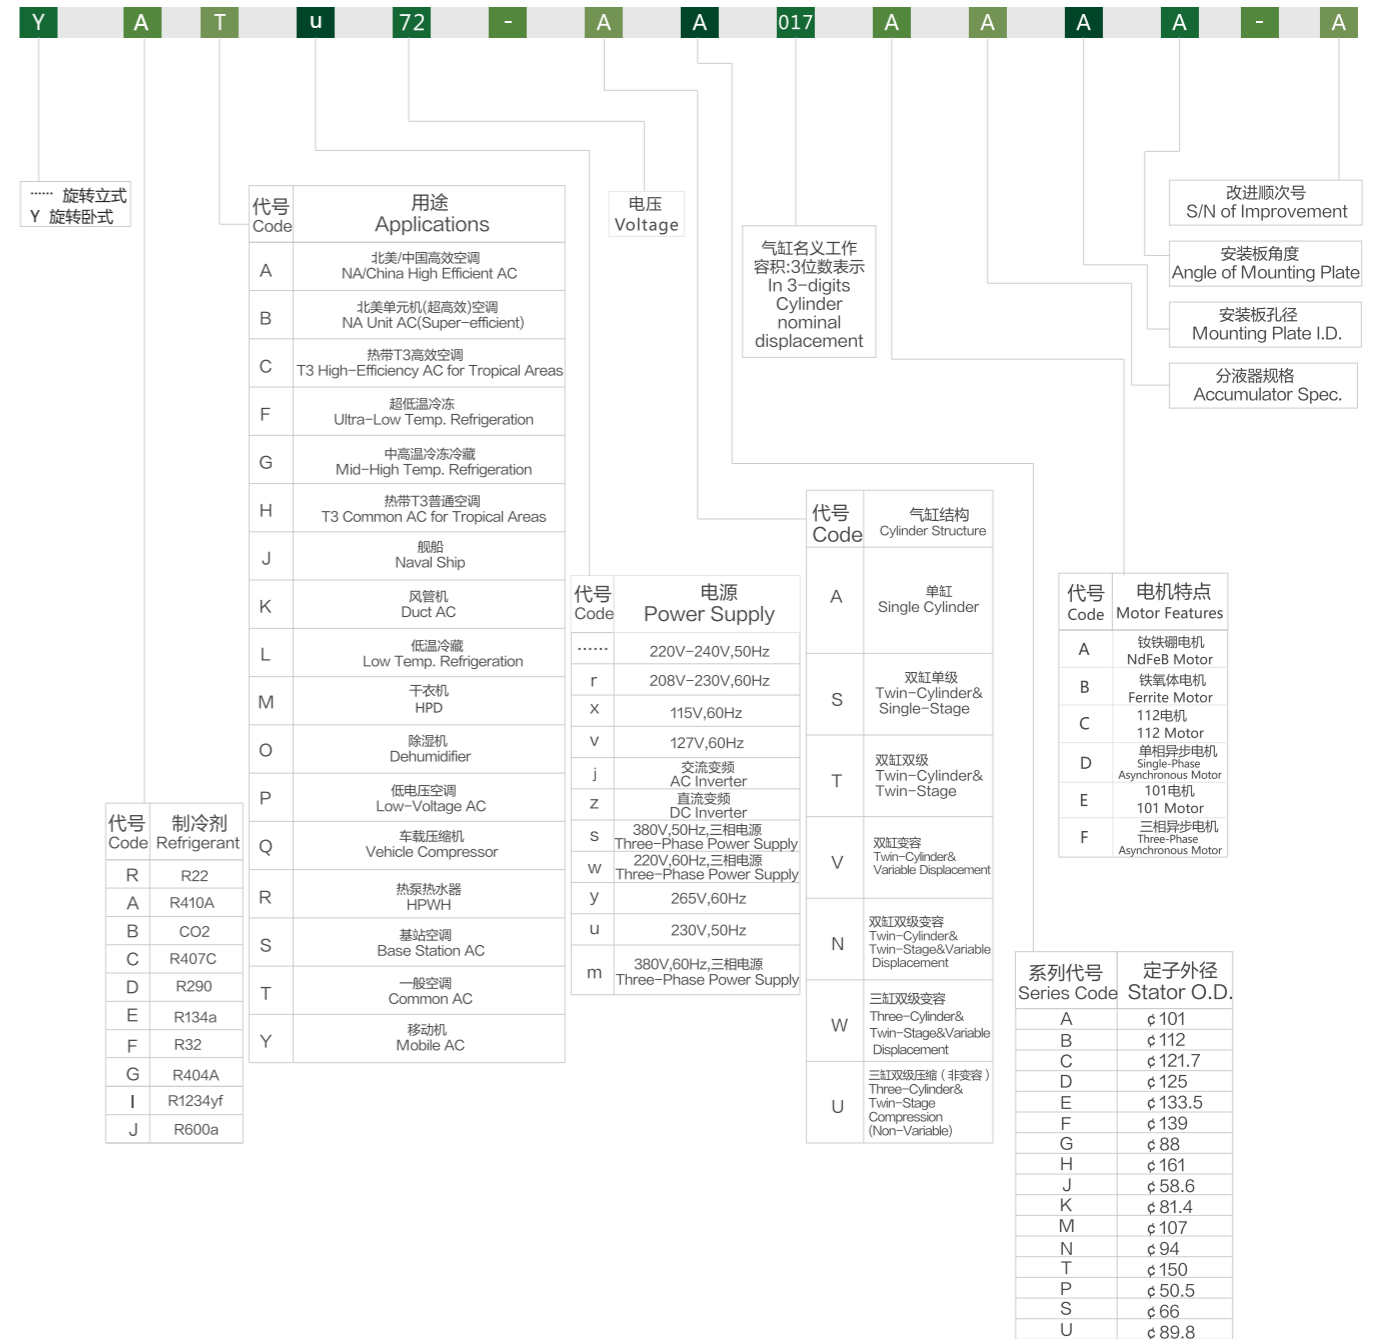 Y A T u 72 - A A 017 A A A A - A
…… 旋转立式
Y 旋转卧式
代号 用途
Code Applications
A 北美/中国高效空调
NA/China High Efficient AC
B 北美单元机(超高效)空调
NA Unit AC(Super-efficient)
C 热带T3高效空调
T3 High-Efficiency AC for Tropical Areas
F 超低温冷冻
Ultra-Low Temp. Refrigeration
G 中高温冷冻冷藏
Mid-High Temp. Refrigeration
H 热带T3普通空调
T3 Common AC for Tropical Areas
J 舰船
Naval Ship
K 风管机
Duct AC
L 低温冷藏
Low Temp. Refrigeration
M 干衣机
HPD
O 除湿机
Dehumidifier
P 低电压空调
Low-Voltage AC
Q 车载压缩机
Vehicle Compressor
R 热泵热水器
HPWH
S 基站空调
Base Station AC
T 一般空调
Common AC
Y 移动机
Mobile AC
代号 制冷剂
Code Refrigerant
R R22
A R410A
B CO2
C R407C
D R290
E R134a
F R32
G R404A
I R1234yf
J R600a
电压
Voltage
代号 电源
Code Power Supply
…… 220V-240V,50Hz
r 208V-230V,60Hz
x 115V,60Hz
v 127V,60Hz
j 交流变频
AC Inverter
z 直流变频
DC Inverter
s 380V,50Hz,三相电源
Three-Phase Power Supply
w 220V,60Hz,三相电源
Three-Phase Power Supply
y 265V,60Hz
u 230V,50Hz
m 380V,60Hz,三相电源
Three-Phase Power Supply
气缸名义工作
容积:3位数表示
In 3-digits
Cylinder
nominal
displacement
代号 气缸结构
Code Cylinder Structure
A 单缸
Single Cylinder
S 双缸单级
Twin-Cylinder&
Single-Stage
T 双缸双级
Twin-Cylinder&
Twin-Stage
V 双缸变容
Twin-Cylinder&
Variable Displacement
N 双缸双级变容
Twin-Cylinder&
Twin-Stage&Variable
Displacement
W 三缸双级变容
Three-Cylinder&
Twin-Stage&Variable
Displacement
U 三缸双级压缩（非变容）
Three-Cylinder&
Twin-Stage
Compression
(Non-Variable)
改进顺次号
S/N of Improvement
安装板角度
Angle of Mounting Plate
安装板孔径
Mounting Plate I.D.
分液器规格
Accumulator Spec.
代号 电机特点
Code Motor Features
A 钕铁硼电机
NdFeB Motor
B 铁氧体电机
Ferrite Motor
C 112电机
112 Motor
D 单相异步电机
Single-Phase
Asynchronous Motor
E 101电机
101 Motor
F 三相异步电机
Three-Phase
Asynchronous Motor
系列代号 定子外径
Series Code Stator O.D.
A ¢101
B ¢112
C ¢121.7
D ¢125
E ¢133.5
F ¢139
G ¢88
H ¢161
J ¢58.6
K ¢81.4
M ¢107
N ¢94
T ¢150
P ¢50.5
S ¢66
U ¢89.8